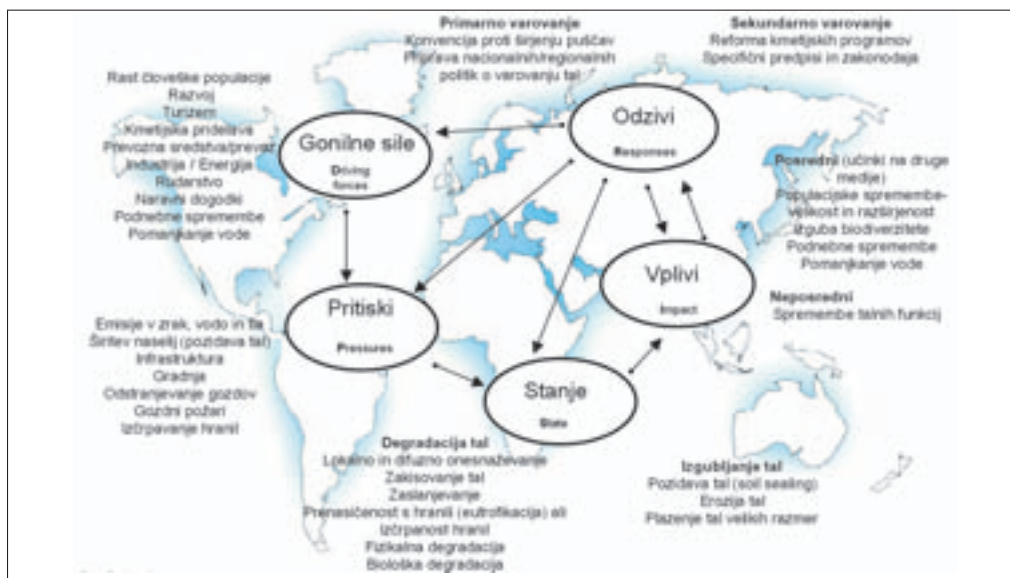 Primarno varovanje
Konvencija proti širjenju puščav
Priprava nacionalnih/regionalnih
politik o varovanju tal
Sekundarno varovanje
Reforma kmetijskih programov
Specifični predpisi in zakonodaja
Rast človeške populacije
Razvoj
Turizem
Kmetijska pridelava
Prevozna sredstva/prevoz
Industrija / Energija
Rudarstvo
Naravni dogodki
Podnebne spremembe
Pomanjkanje vode
Gonilne sile
Driving
forces
Odzivi
Responses
Posredni (učinki na druge
medije)
Populacijske spremembe-
velikost in razširjenost
Izguba biodiverzitete
Podnebne spremembe
Pomanjkanje vode
Neposredni
Spremembe talnih funkcij
Vplivi
Impact
Pritiski
Pressures
Emisije v zrak, vodo in tla
Širitev naselij (pozidava tal)
Infrastruktura
Gradnja
Odstranjevanje gozdov
Gozdni požari
Izčrpavanje hranil
Stanje
State
Degradacija tal
Lokalno in difuzno onesnaževanje
Zakisovanje tal
Zaslanjevanje
Prenasičenost s hranili (eutrofikacija) ali
Izčrpanost hranil
Fizikalna degradacija
Biološka degradacija
Izgubljanje tal
Pozidava tal (soil sealing)
Erozija tal
Plazenje tal velikih razmer